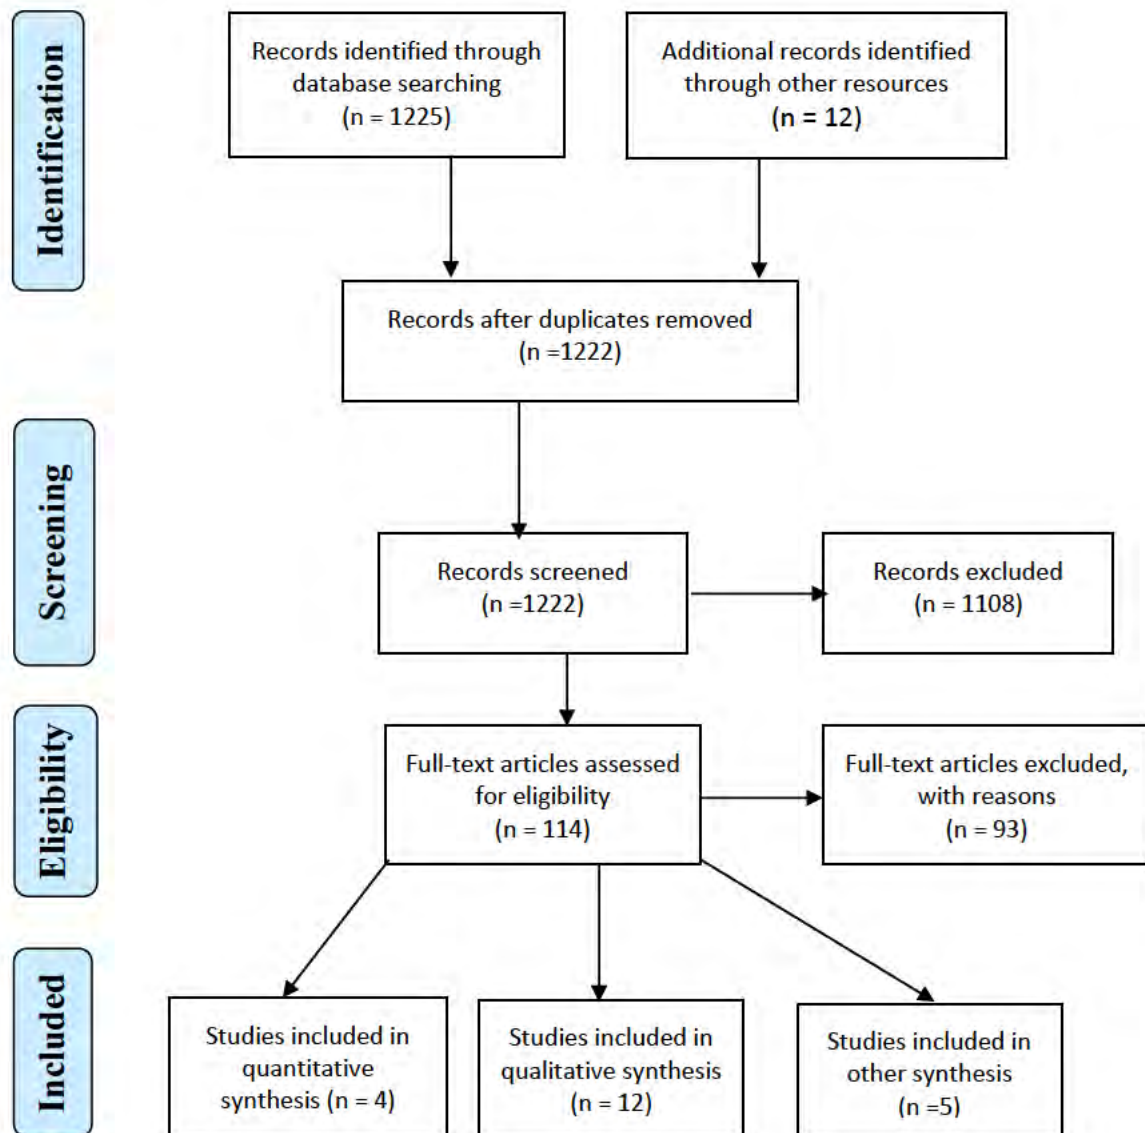 Identification
Records identified through
database searching
(n = 1225)
Additional records identified
through other resources
(n = 12)
Records after duplicates removed
(n =1222)
Screening
Records screened
(n =1222)
Records excluded
(n = 1108)
Eligibility
Full-text articles assessed
for eligibility
(n = 114)
Full-text articles excluded,
with reasons
(n = 93)
Included
Studies included in
quantitative
synthesis (n = 4)
Studies included in
qualitative synthesis
(n = 12)
Studies included in
other synthesis
(n =5)